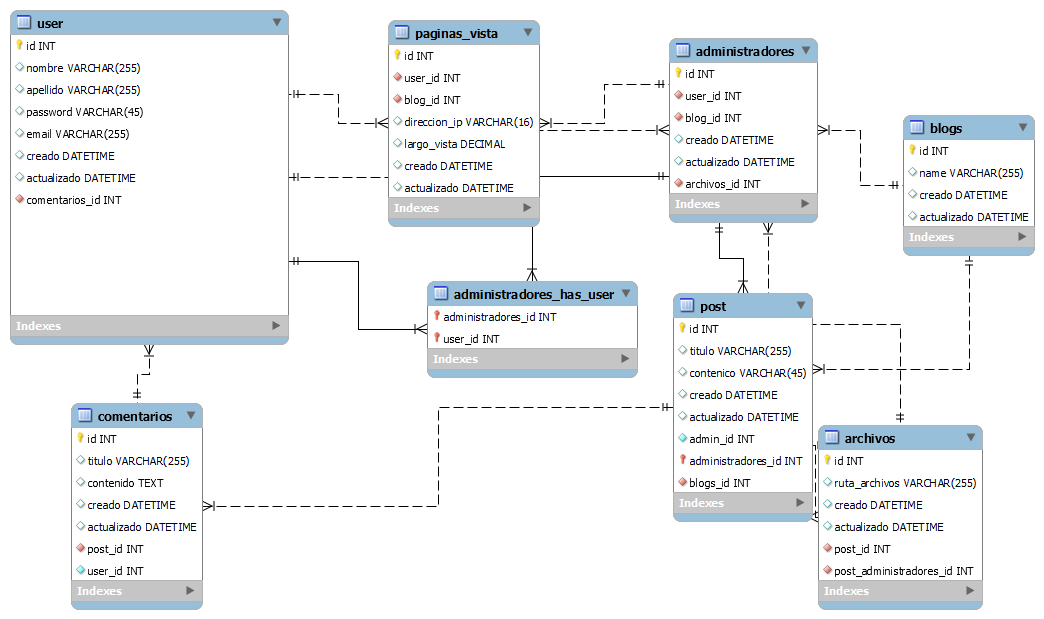 user
id INT
nombre VARCHAR(255)
apellido VARCHAR(255)
password VARCHAR(45)
email VARCHAR(255)
creado DATETIME
actualizado DATETIME
comentarios_id INT
Indexes
paginas_vista
id INT
user_id INT
blog_id INT
direccion_ip VARCHAR(16)
largo_vista DECIMAL
creado DATETIME
actualizado DATETIME
Indexes
administradores
id INT
user_id INT
blog_id INT
creado DATETIME
actualizado DATETIME
archivos_id INT
Indexes
blogs
id INT
name VARCHAR(255)
creado DATETIME
actualizado DATETIME
Indexes
administradores_has_user
administradores_id INT
user_id INT
Indexes
post
id INT
titulo VARCHAR(255)
contenico VARCHAR(45)
creado DATETIME
actualizado DATETIME
admin_id INT
administradores_id INT
blogs_id INT
Indexes
comentarios
id INT
titulo VARCHAR(255)
contenido TEXT
creado DATETIME
actualizado DATETIME
post_id INT
user_id INT
Indexes
archivos
id INT
ruta_archivos VARCHAR(255)
creado DATETIME
actualizado DATETIME
post_id INT
post_administradores_id INT
Indexes